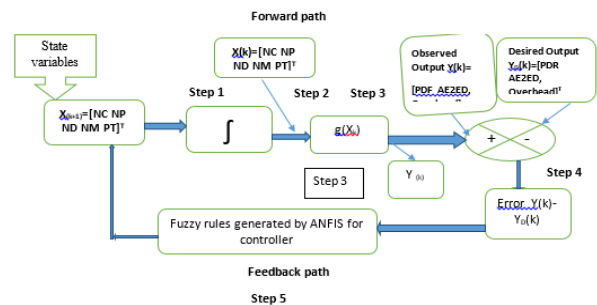 Forward path
State
variables
X(k)=[NC NP
ND NM PT]ᵀ
Observed
Output Y(k)=
[PDF AE2ED,
Desired Output
(k)=[PDR
AE2ED,
Overhead]ᵀ
X(k+1)=[NC NP
ND NM PT]ᵀ
Step 1
Step 2
Step 3
∫
g(Xₖ)
+
-
Y (k)
Step 3
Step 4
Error Y(k)-
Y_D(k)
Fuzzy rules generated by ANFIS for
controller
Feedback path
Step 5